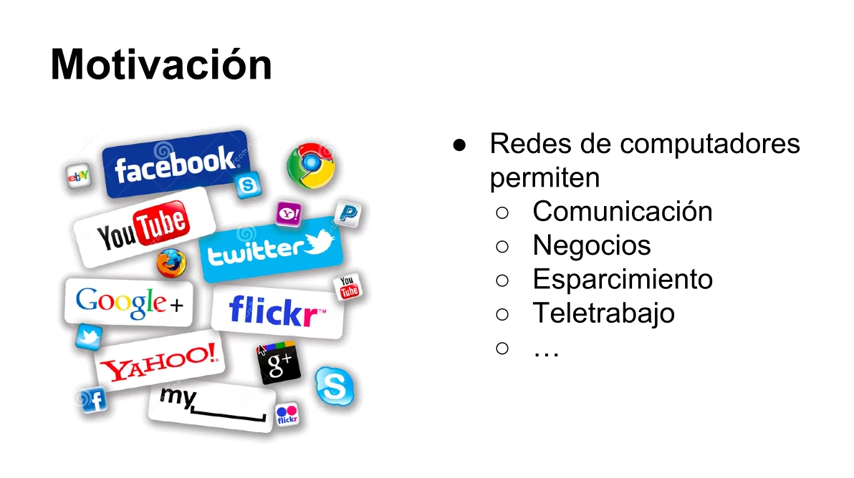 Motivación
facebook
ebY
S
YouTube
Y!
P
twitter
Google+
flickr
You
Tube
YAHOO!
g+
S
f
my
flickr
● Redes de computadores
permiten
○ Comunicación
○ Negocios
○ Esparcimiento
○ Teletrabajo
○ …